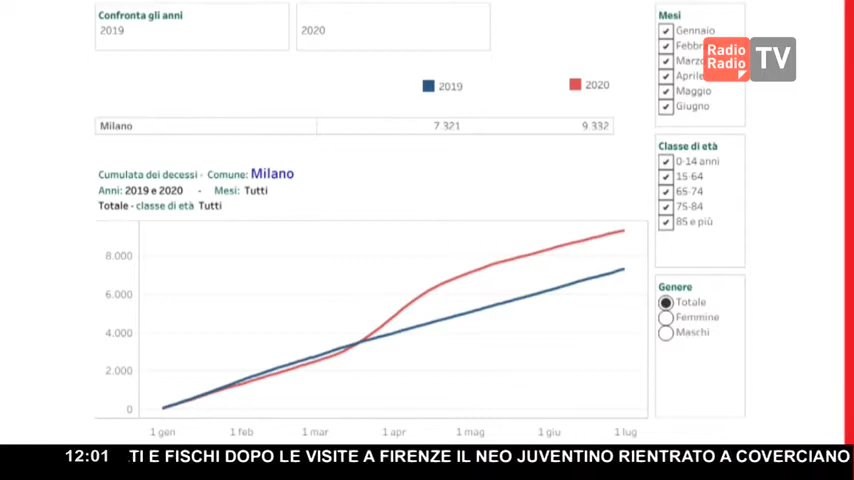 Confronta gli anni
2019
2020
2019
2020
Milano 7.321 9.332
Cumulata dei decessi - Comune: Milano
Anni: 2019 e 2020 - Mesi: Tutti
Totale - classe di età Tutti
8.000
6.000
4.000
2.000
0
1 gen 1 feb 1 mar 1 apr 1 mag 1 giu 1 lug
Mesi
Gennaio
Febbr
Marzo
Aprile
Maggio
Giugno
Classe di età
0-14 anni
15-64
65-74
75-84
85 e più
Genere
Totale
Femmine
Maschi
Radio
Radio
TV
12:01 TI E FISCHI DOPO LE VISITE A FIRENZE IL NEO JUVENTINO RIENTRATO A COVERCIANO